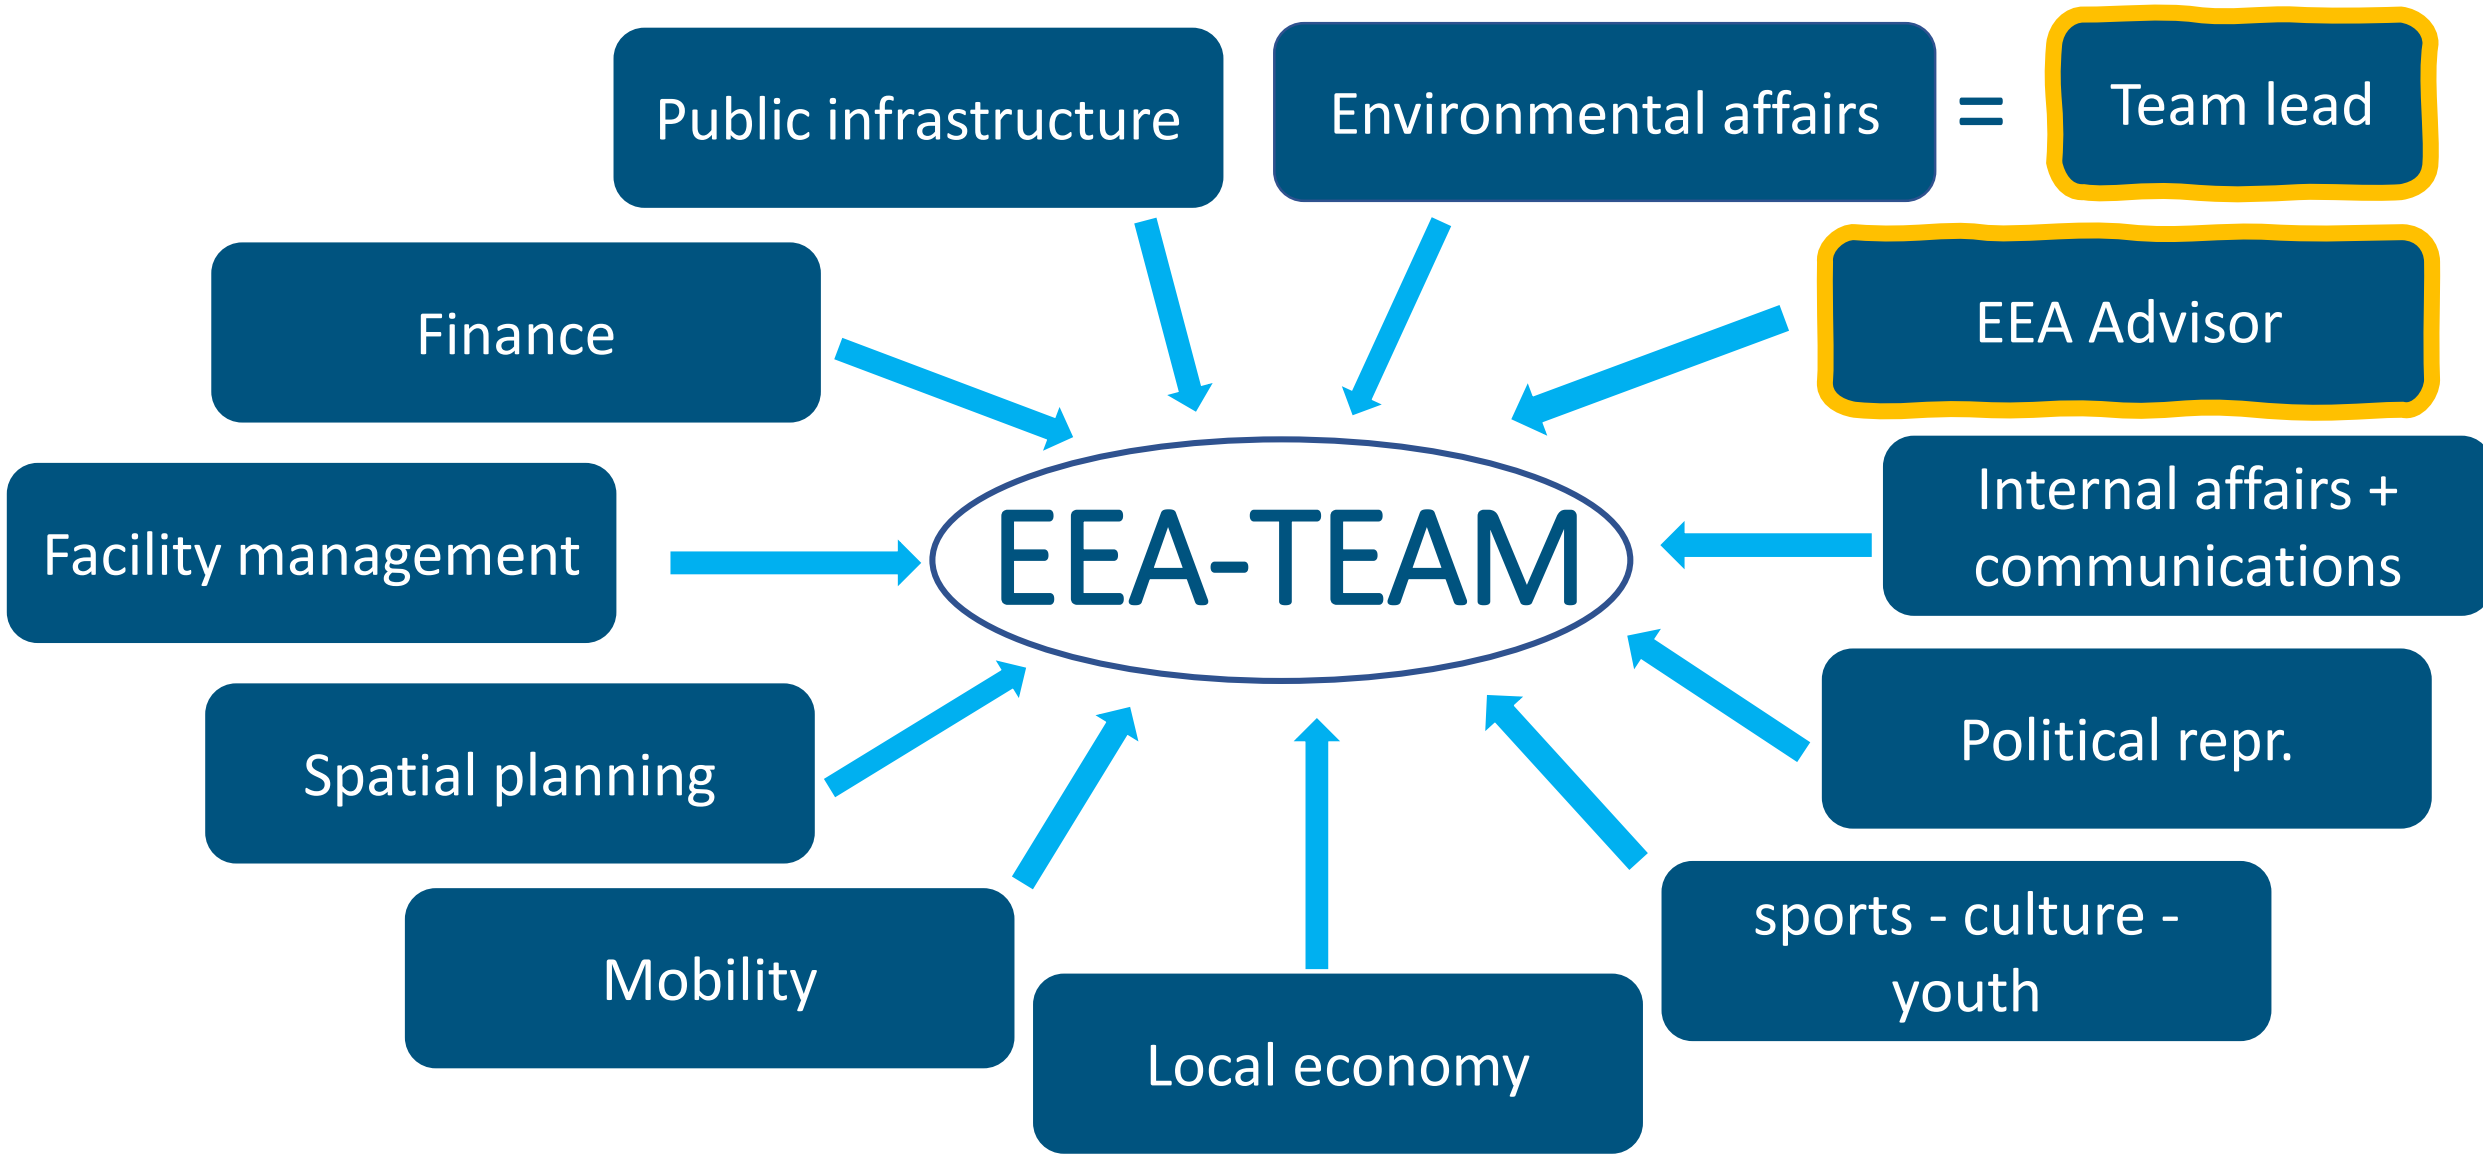 Public infrastructure
Environmental affairs
=
Team lead
Finance
EEA Advisor
Facility management
EEA-TEAM
Internal affairs +
communications
Spatial planning
Political repr.
Mobility
sports - culture -
youth
Local economy